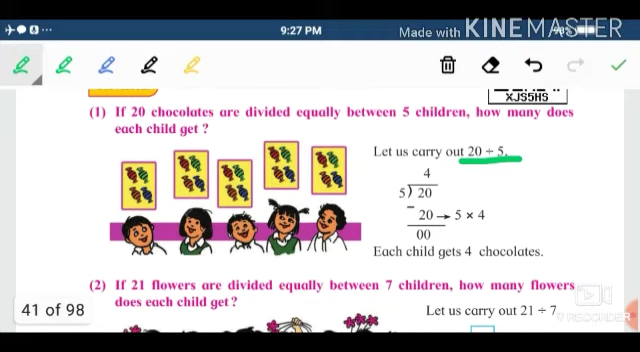 9:27 PM
Made with KINEMASTER
XJS5HS
(1) If 20 chocolates are divided equally between 5 children, how many does
each child get ?
Let us carry out 20 ÷ 5.
4
5) 20
- 20 → 5 × 4
00
Each child gets 4 chocolates.
(2) If 21 flowers are divided equally between 7 children, how many flowers
does each child get ?
Let us carry out 21 ÷ 7
41 of 98
RECORDER